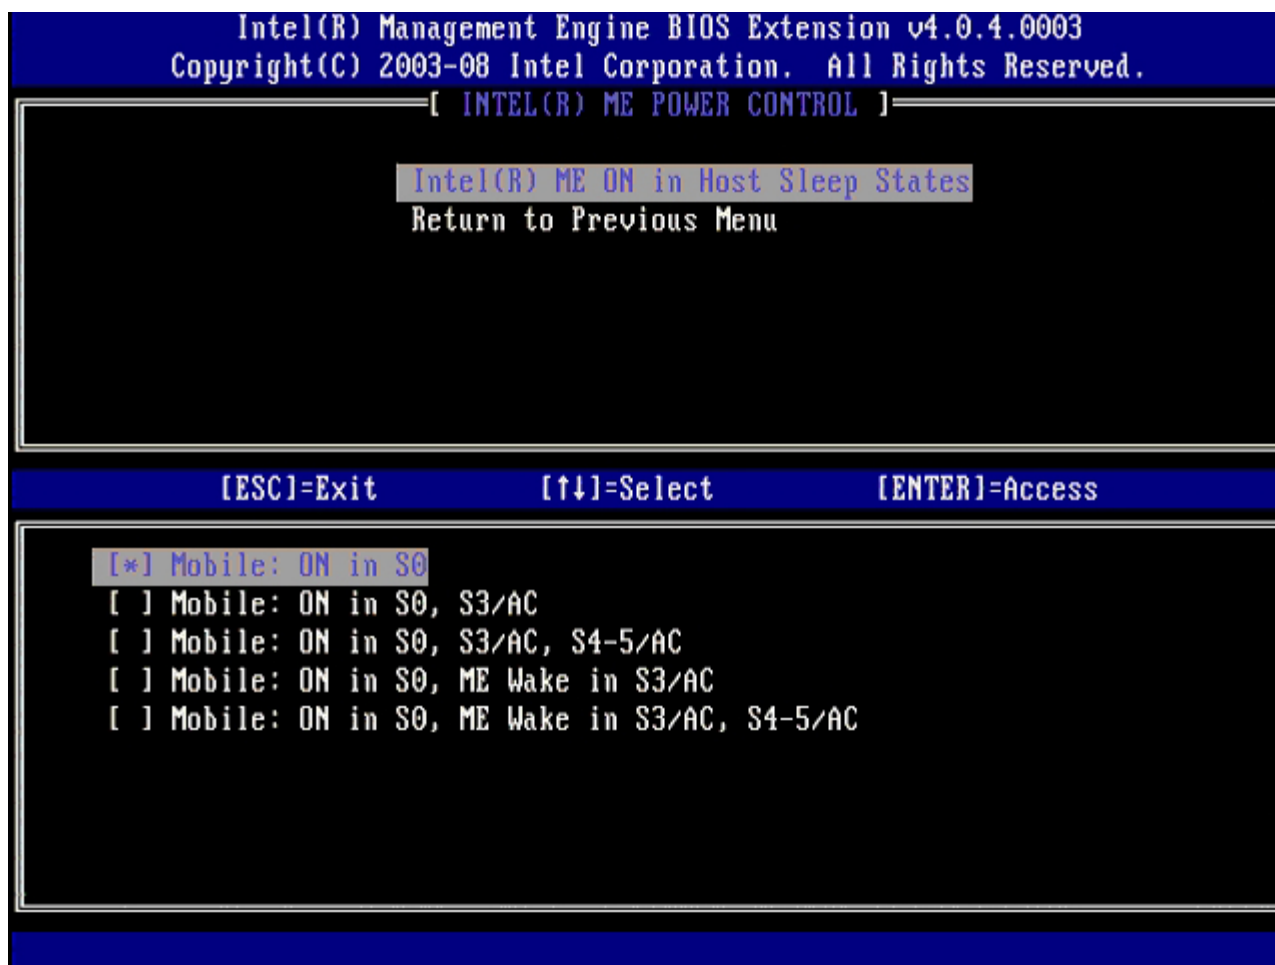 Intel(R) Management Engine BIOS Extension v4.0.4.0003
Copyright(C) 2003-08 Intel Corporation. All Rights Reserved.
[ INTEL(R) ME POWER CONTROL ]
Intel(R) ME ON in Host Sleep States
Return to Previous Menu
[ESC]=Exit [↑↓]=Select [ENTER]=Access
[*] Mobile: ON in S0
[ ] Mobile: ON in S0, S3/AC
[ ] Mobile: ON in S0, S3/AC, S4-5/AC
[ ] Mobile: ON in S0, ME Wake in S3/AC
[ ] Mobile: ON in S0, ME Wake in S3/AC, S4-5/AC